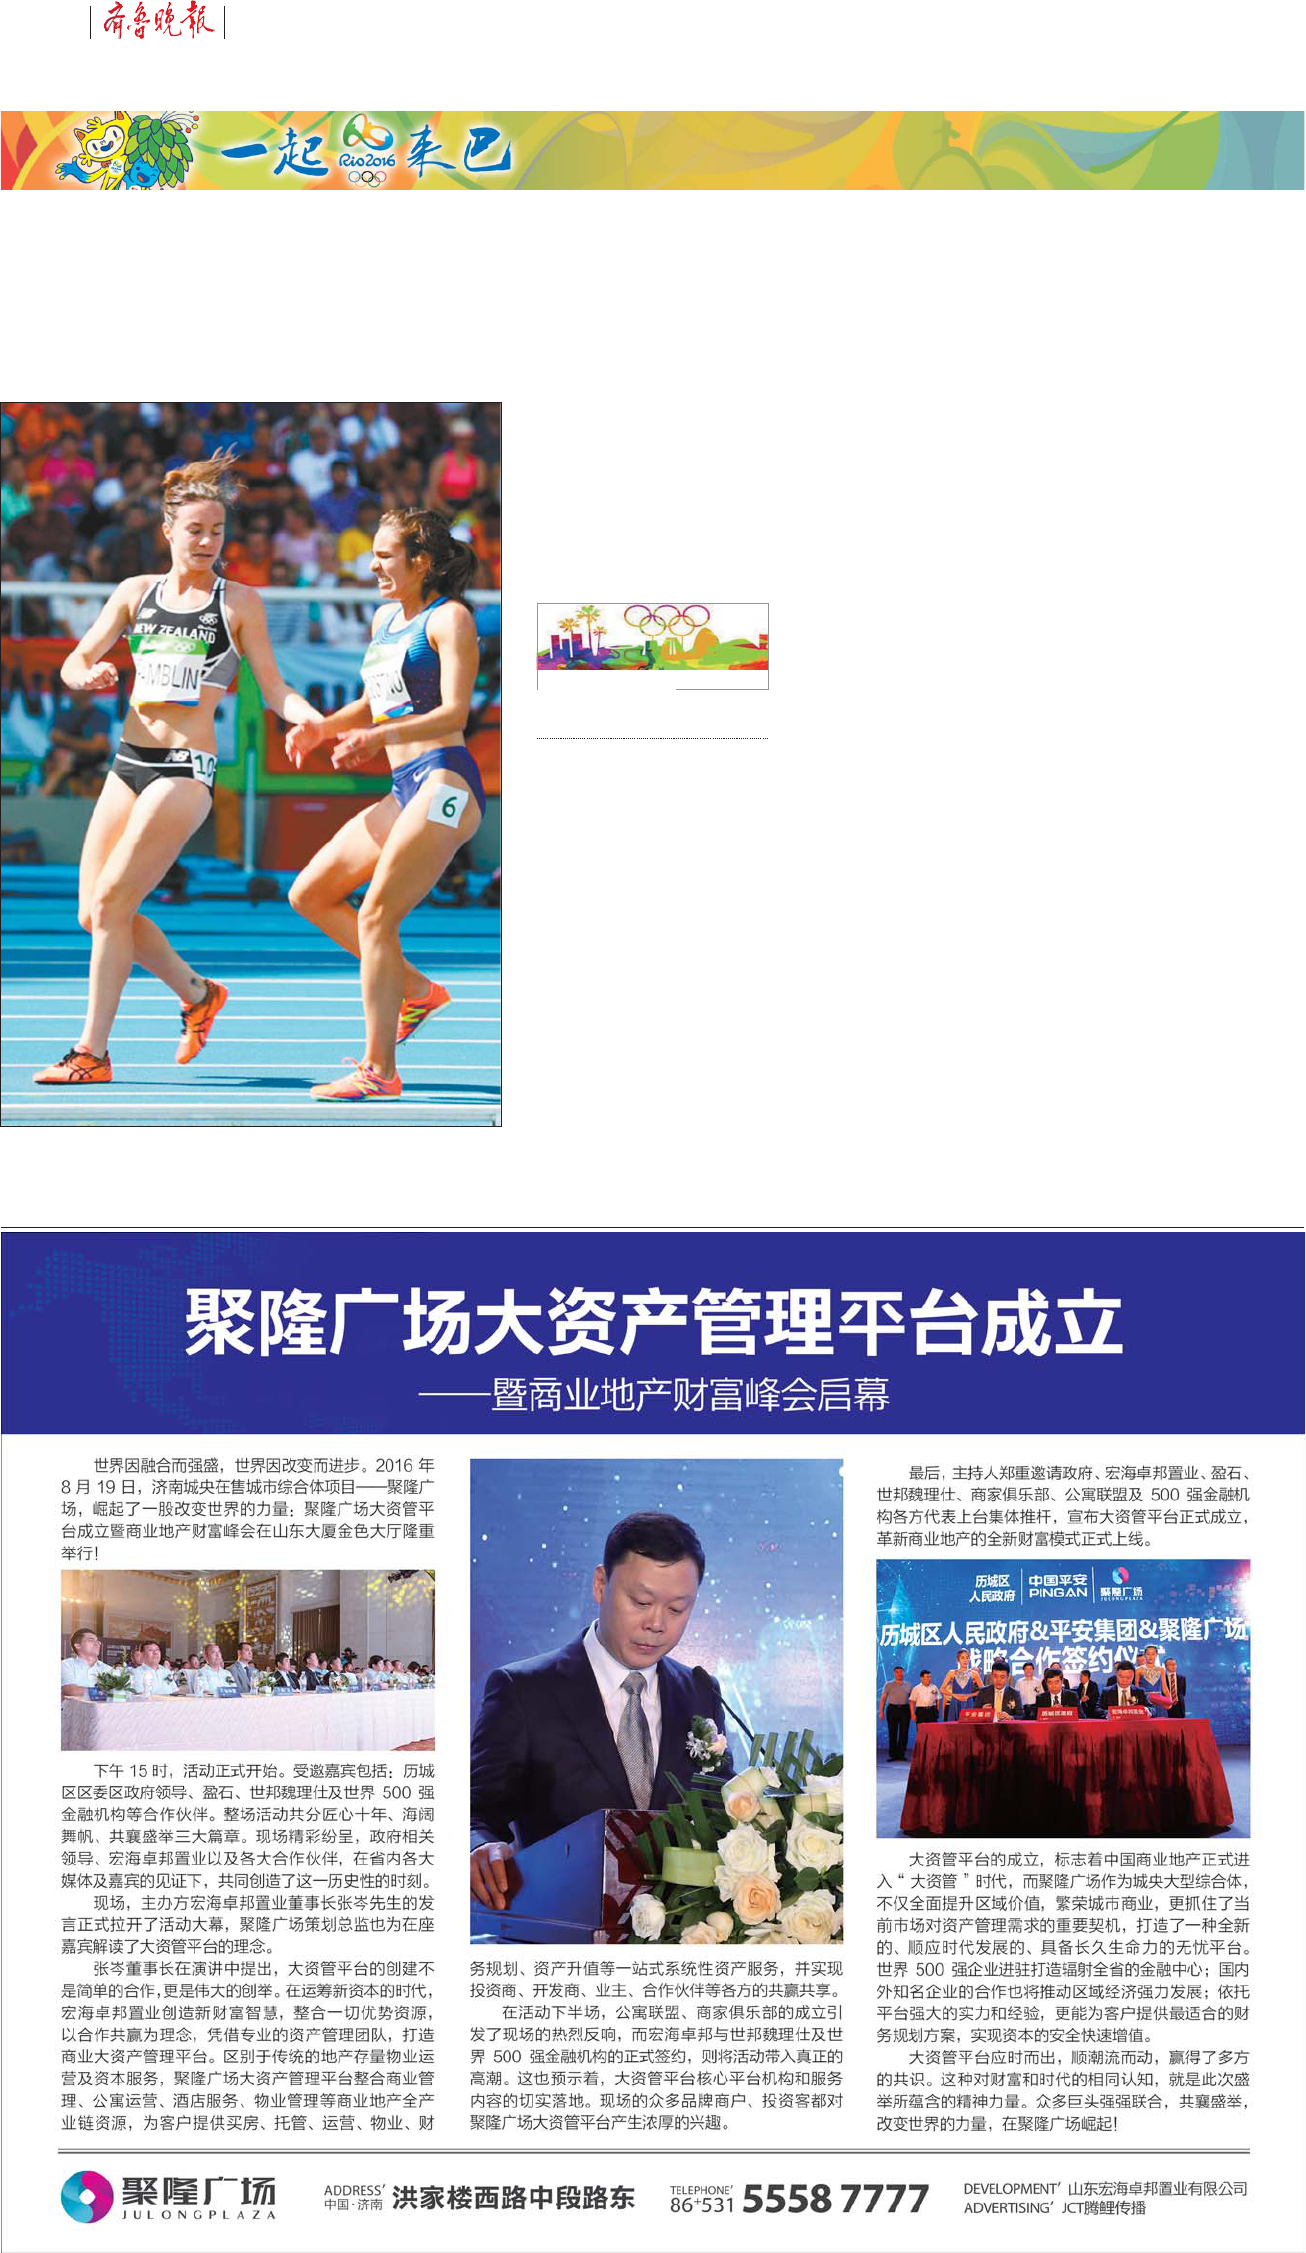 齐鲁晚报
一起
Rio2016
来巴
NEW ZEALAND
AMBLIN
10
6
聚隆广场大资产管理平台成立
——暨商业地产财富峰会启幕
世界因融合而强盛，世界因改变而进步。2016 年
8 月 19 日，济南城央在售城市综合体项目——聚隆广
场，崛起了一股改变世界的力量：聚隆广场大资管平
台成立暨商业地产财富峰会在山东大厦金色大厅隆重
举行！
下午 15 时，活动正式开始。受邀嘉宾包括：历城
区区委区政府领导、盈石、世邦魏理仕及世界 500 强
金融机构等合作伙伴。整场活动共分匠心十年、海阔
舞帆、共襄盛举三大篇章。现场精彩纷呈，政府相关
领导、宏海卓邦置业以及各大合作伙伴，在省内各大
媒体及嘉宾的见证下，共同创造了这一历史性的时刻。
现场，主办方宏海卓邦置业董事长张岑先生的发
言正式拉开了活动大幕，聚隆广场策划总监也为在座
嘉宾解读了大资管平台的理念。
张岑董事长在演讲中提出，大资管平台的创建不
是简单的合作，更是伟大的创举。在运筹新资本的时代，
宏海卓邦置业创造新财富智慧，整合一切优势资源，
以合作共赢为理念，凭借专业的资产管理团队，打造
商业大资产管理平台。区别于传统的地产存量物业运
营及资本服务，聚隆广场大资产管理平台整合商业管
理、公寓运营、酒店服务、物业管理等商业地产全产
业链资源，为客户提供买房、托管、运营、物业、财
务规划、资产升值等一站式系统性资产服务，并实现
投资商、开发商、业主、合作伙伴等各方的共赢共享。
在活动下半场，公寓联盟、商家俱乐部的成立引
发了现场的热烈反响，而宏海卓邦与世邦魏理仕及世
界 500 强金融机构的正式签约，则将活动带入真正的
高潮。这也预示着，大资管平台核心平台机构和服务
内容的切实落地。现场的众多品牌商户、投资客都对
聚隆广场大资管平台产生浓厚的兴趣。
最后，主持人郑重邀请政府、宏海卓邦置业、盈石、
世邦魏理仕、商家俱乐部、公寓联盟及 500 强金融机
构各方代表上台集体推杆，宣布大资管平台正式成立，
革新商业地产的全新财富模式正式上线。
历城区
人民政府
中国平安
PINGAN
聚隆广场
JULONGPLAZA
历城区人民政府&平安集团&聚隆广场
战略合作签约仪式
平安集团
历城区政府
大资管平台的成立，标志着中国商业地产正式进
入“大资管”时代，而聚隆广场作为城央大型综合体，
不仅全面提升区域价值，繁荣城市商业，更抓住了当
前市场对资产管理需求的重要契机，打造了一种全新
的、顺应时代发展的、具备长久生命力的无忧平台。
世界 500 强企业进驻打造辐射全省的金融中心；国内
外知名企业的合作也将推动区域经济强力发展；依托
平台强大的实力和经验，更能为客户提供最适合的财
务规划方案，实现资本的安全快速增值。
大资管平台应时而出，顺潮流而动，赢得了多方
的共识。这种对财富和时代的相同认知，就是此次盛
举所蕴含的精神力量。众多巨头强强联合，共襄盛举，
改变世界的力量，在聚隆广场崛起！
聚隆广场
JULONGPLAZA
ADDRESS'
中国·济南
洪家楼西路中段路东
TELEPHONE'
86+531
5558 7777
DEVELOPMENT' 山东宏海卓邦置业有限公司
ADVERTISING' JCT腾鲤传播